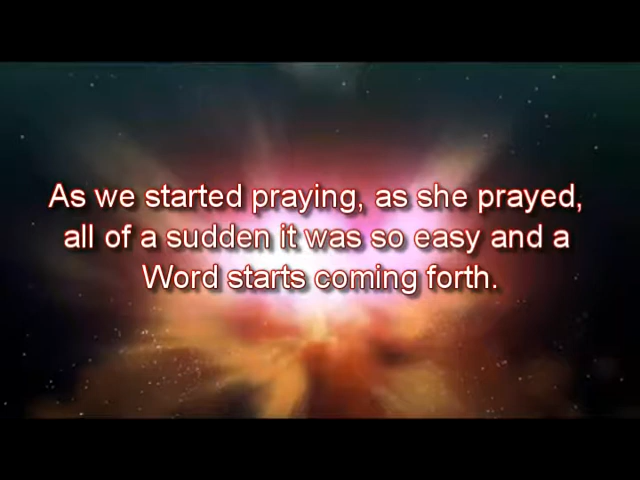 As we started praying, as she prayed,
all of a sudden it was so easy and a
Word starts coming forth.